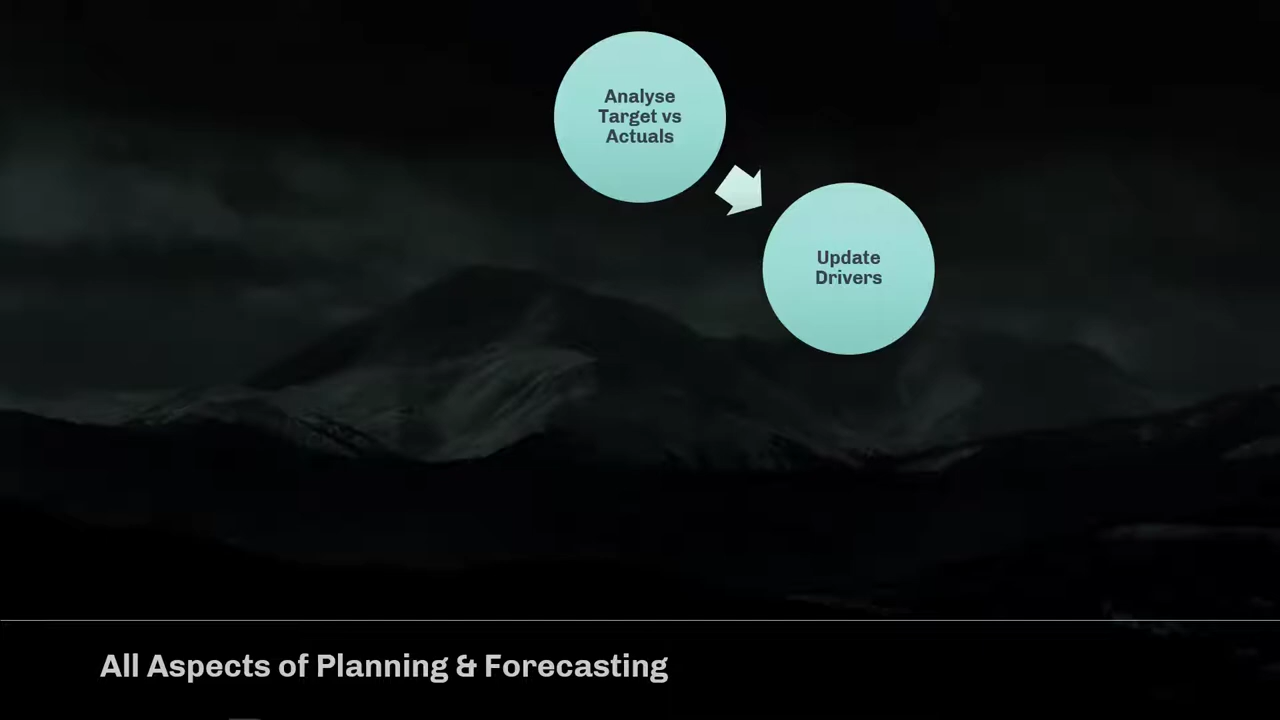 Analyse
Target vs
Actuals
Update
Drivers
All Aspects of Planning & Forecasting